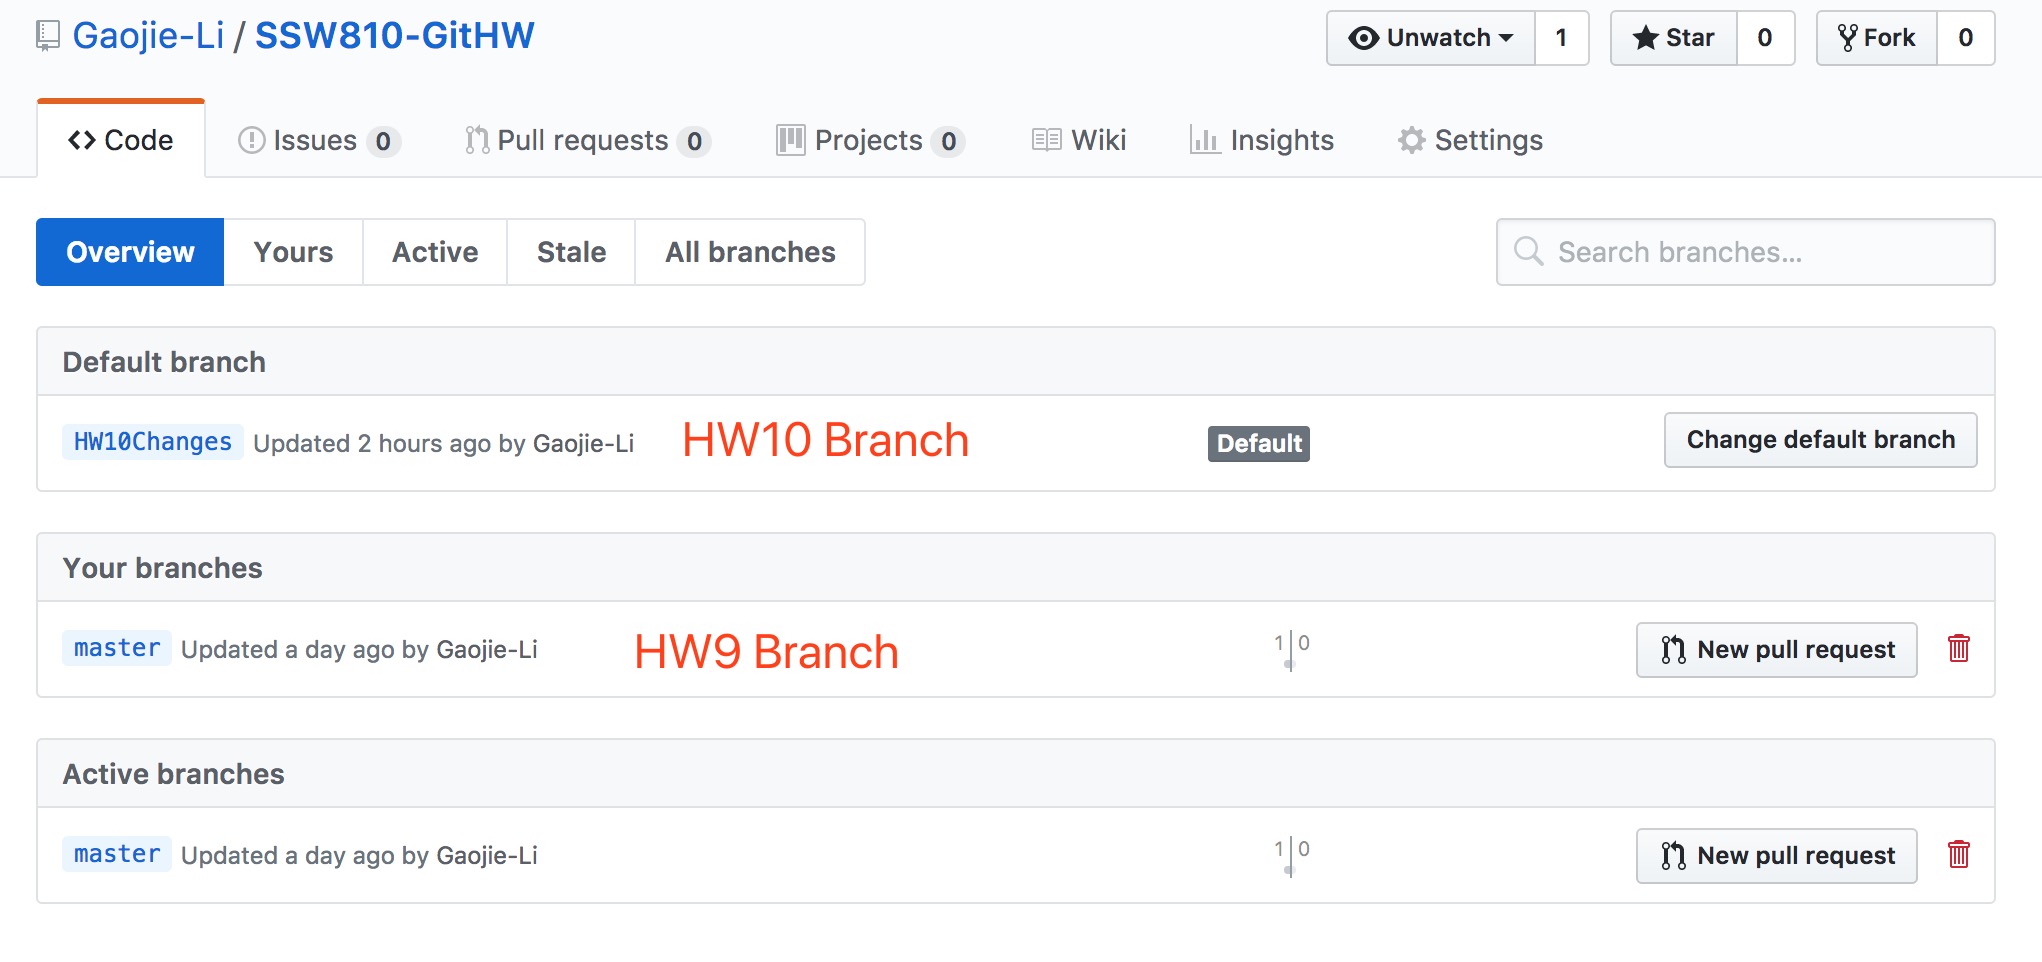 Gaojie-Li / SSW810-GitHW Unwatch 1 Star 0 Fork 0
Code Issues 0 Pull requests 0 Projects 0 Wiki Insights Settings
Overview Yours Active Stale All branches Search branches...
Default branch
HW10Changes Updated 2 hours ago by Gaojie-Li HW10 Branch Default Change default branch
Your branches
master Updated a day ago by Gaojie-Li HW9 Branch 1 0 New pull request
Active branches
master Updated a day ago by Gaojie-Li 1 0 New pull request